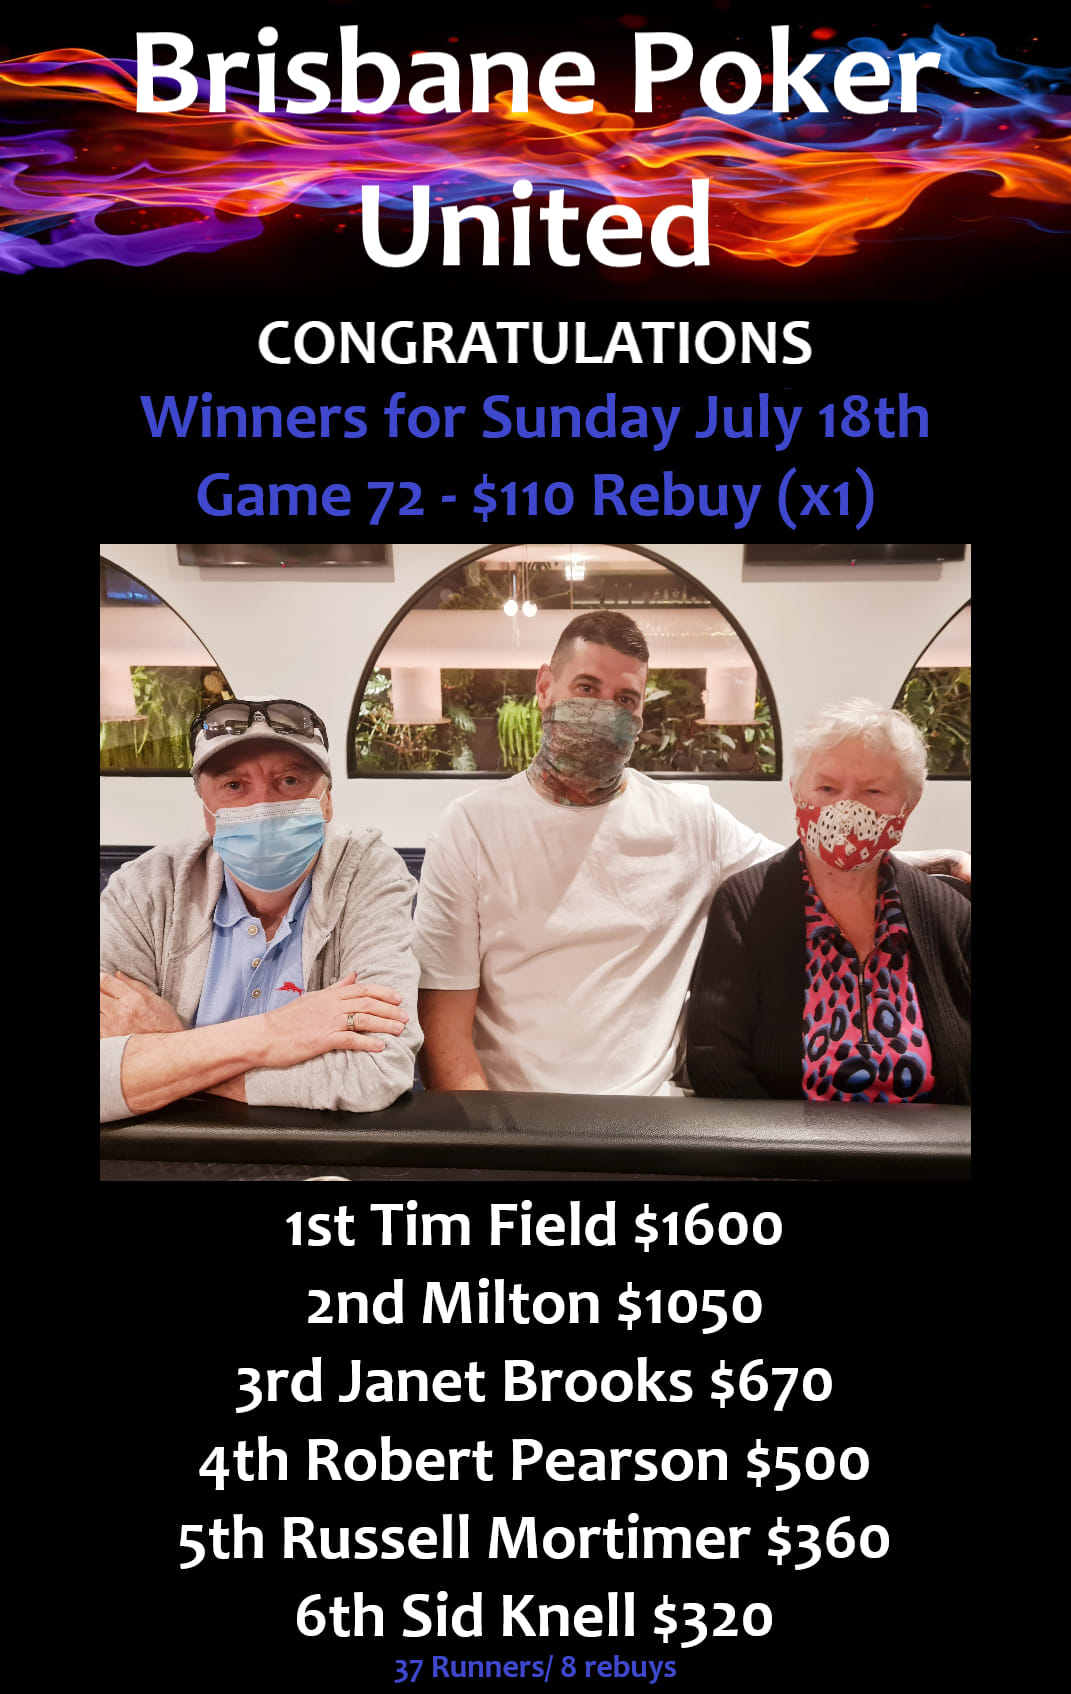 Brisbane Poker
United
CONGRATULATIONS
Winners for Sunday July 18th
Game 72 - $110 Rebuy (x1)
1st Tim Field $1600
2nd Milton $1050
3rd Janet Brooks $670
4th Robert Pearson $500
5th Russell Mortimer $360
6th Sid Knell $320
37 Runners/ 8 rebuys